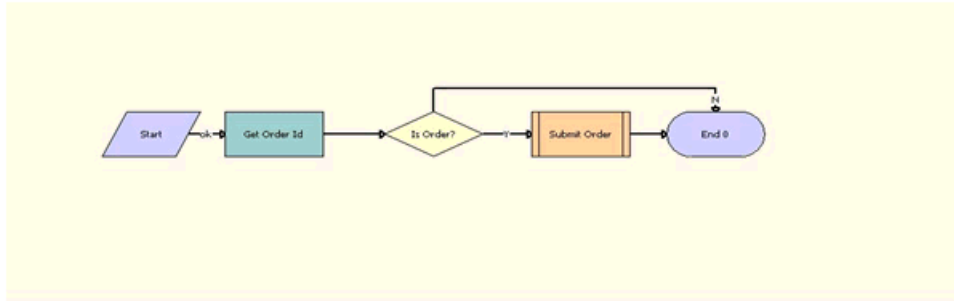 N
Start
ok
Get Order Id
Is Order?
Y
Submit Order
End 0